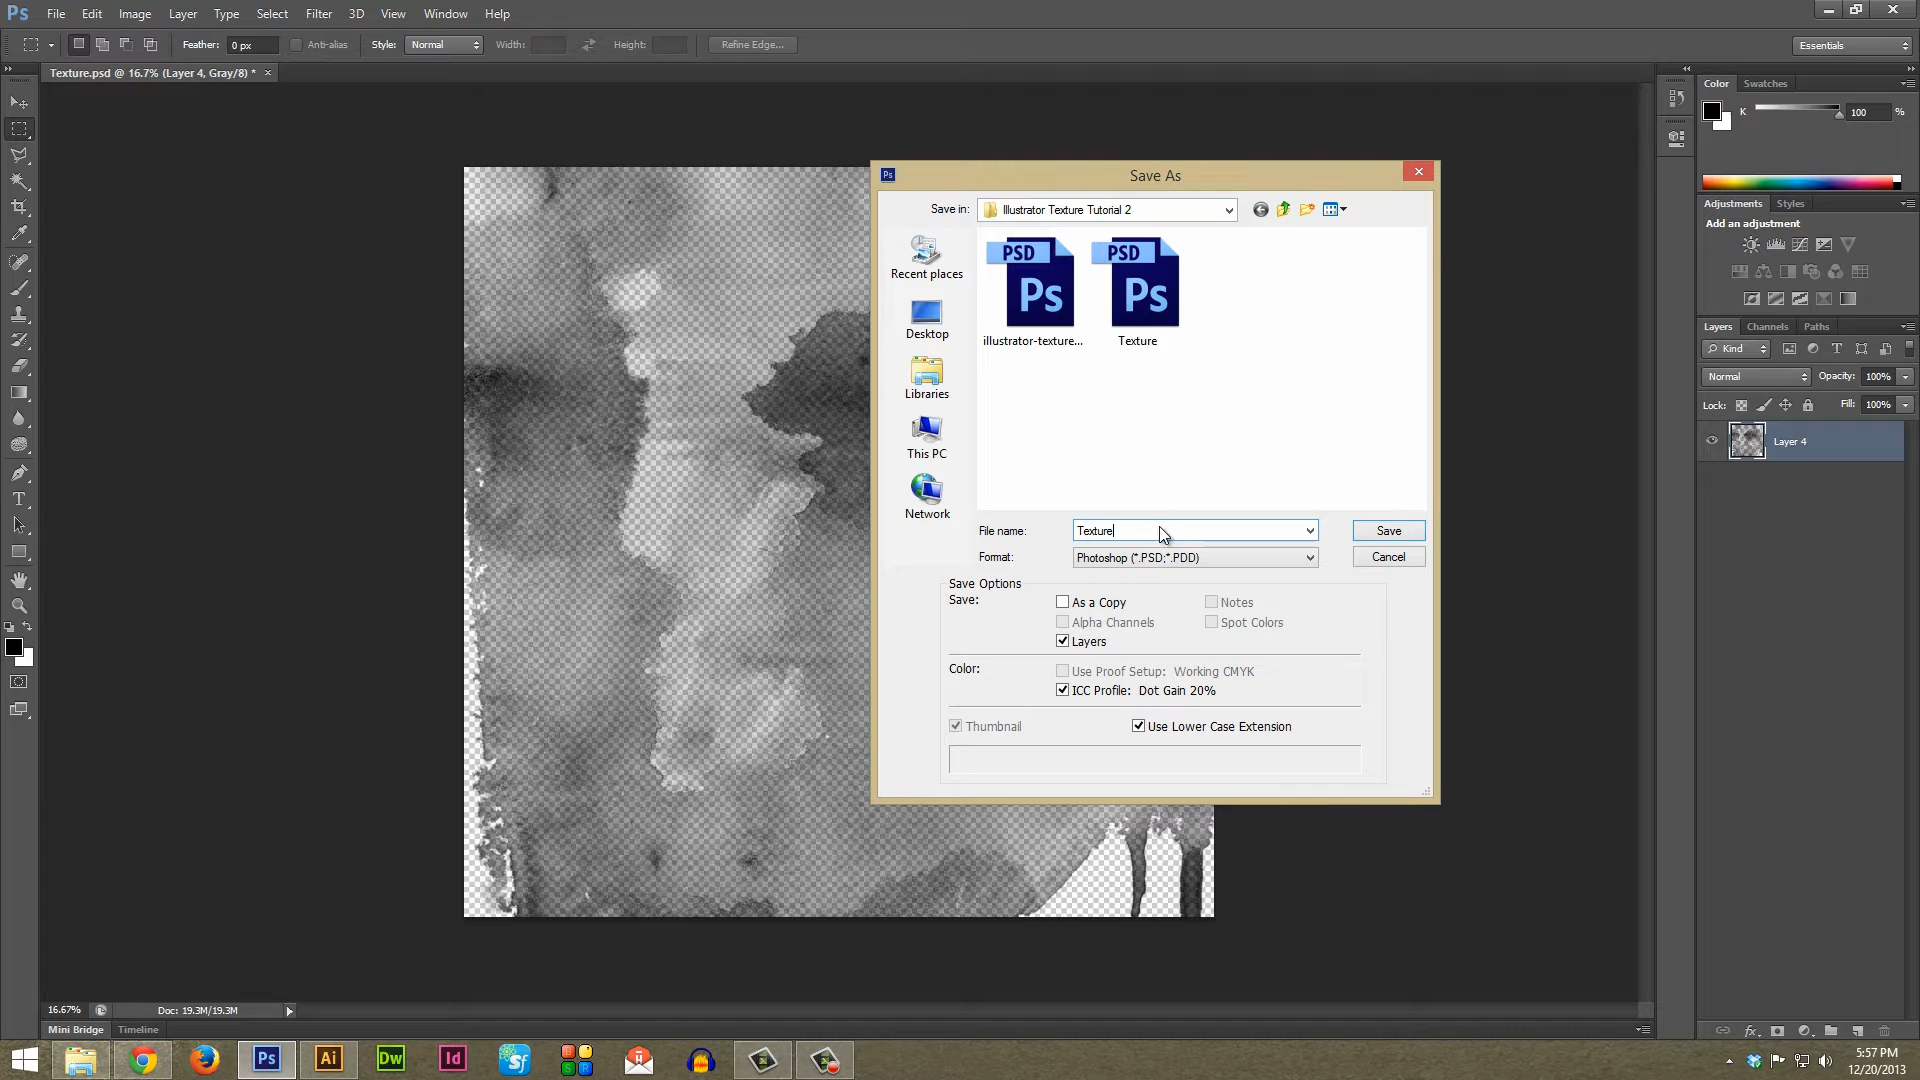 Ps File Edit Image Layer Type Select Filter 3D View Window Help
Feather: 0 px Anti-alias Style: Normal Width: Height: Refine Edge... Essentials
Texture.psd @ 16.7% (Layer 4, Gray/8) * ×
Color Swatches
K 100 %
Adjustments Styles
Add an adjustment
Layers Channels Paths
Kind
Normal Opacity: 100%
Lock: Fill: 100%
Layer 4
Ps Save As
Save in: Illustrator Texture Tutorial 2
Recent places
Desktop
Libraries
This PC
Network
PSD Ps
PSD Ps
illustrator-texture... Texture
File name: Texture Save
Format: Photoshop (*.PSD;*.PDD) Cancel
Save Options
Save: As a Copy Notes
Alpha Channels Spot Colors
Layers
Color: Use Proof Setup: Working CMYK
ICC Profile: Dot Gain 20%
Thumbnail Use Lower Case Extension
16.67% Doc: 19.3M/19.3M
Mini Bridge Timeline
Ps Ai Dw Id Sf
5:57 PM
12/20/2013